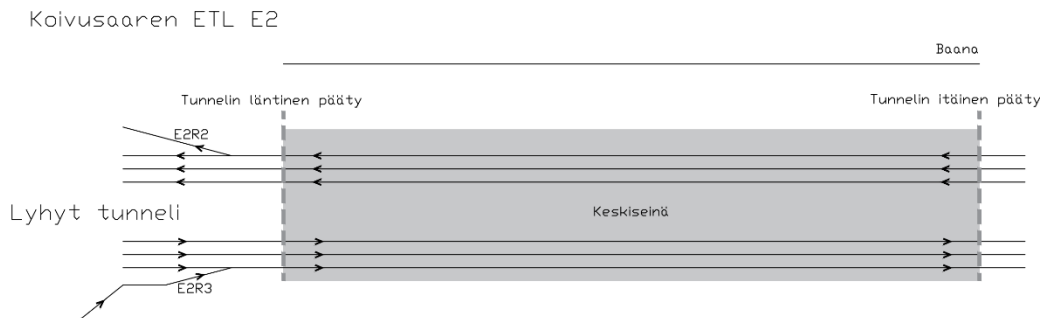 Koivusaaren ETL E2
Baana
Tunnelin läntinen pääty
Tunnelin itäinen pääty
E2R2
Lyhyt tunneli
Keskiseinä
E2R3